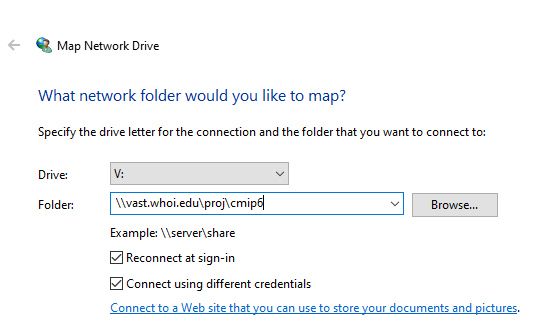 Map Network Drive
What network folder would you like to map?
Specify the drive letter for the connection and the folder that you want to connect to:
Drive: V:
Folder: \\vast.whoi.edu\proj\cmip6 Browse...
Example: \\server\share
Reconnect at sign-in
Connect using different credentials
Connect to a Web site that you can use to store your documents and pictures.